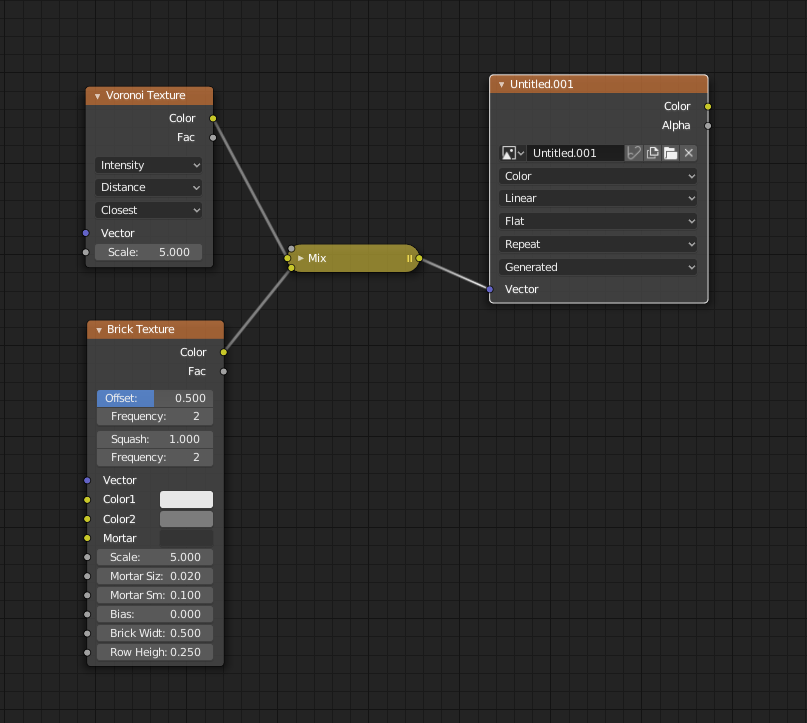 Voronoi Texture
Color
Fac
Intensity
Distance
Closest
Vector
Scale: 5.000
Brick Texture
Color
Fac
Offset: 0.500
Frequency: 2
Squash: 1.000
Frequency: 2
Vector
Color1
Color2
Mortar
Scale: 5.000
Mortar Siz: 0.020
Mortar Sm: 0.100
Bias: 0.000
Brick Widt: 0.500
Row Heigh: 0.250
Mix
Untitled.001
Color
Alpha
Untitled.001
Color
Linear
Flat
Repeat
Generated
Vector